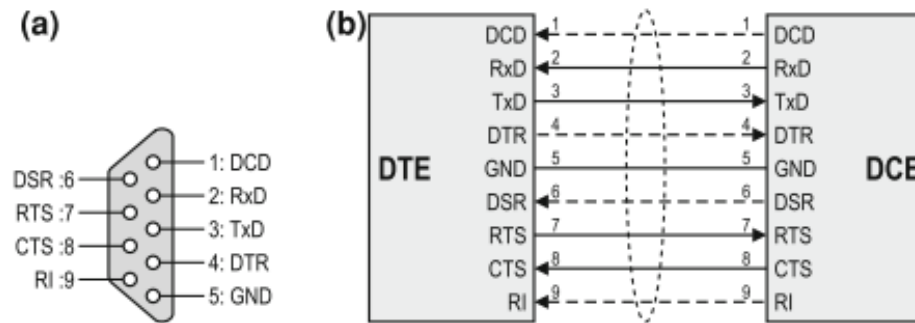 (a)
1: DCD
DSR :6
2: RxD
RTS :7
3: TxD
CTS :8
4: DTR
RI :9
5: GND
(b)
DTE
DCE
DCD 1 1 DCD
RxD 2 2 RxD
TxD 3 3 TxD
DTR 4 4 DTR
GND 5 5 GND
DSR 6 6 DSR
RTS 7 7 RTS
CTS 8 8 CTS
RI 9 9 RI